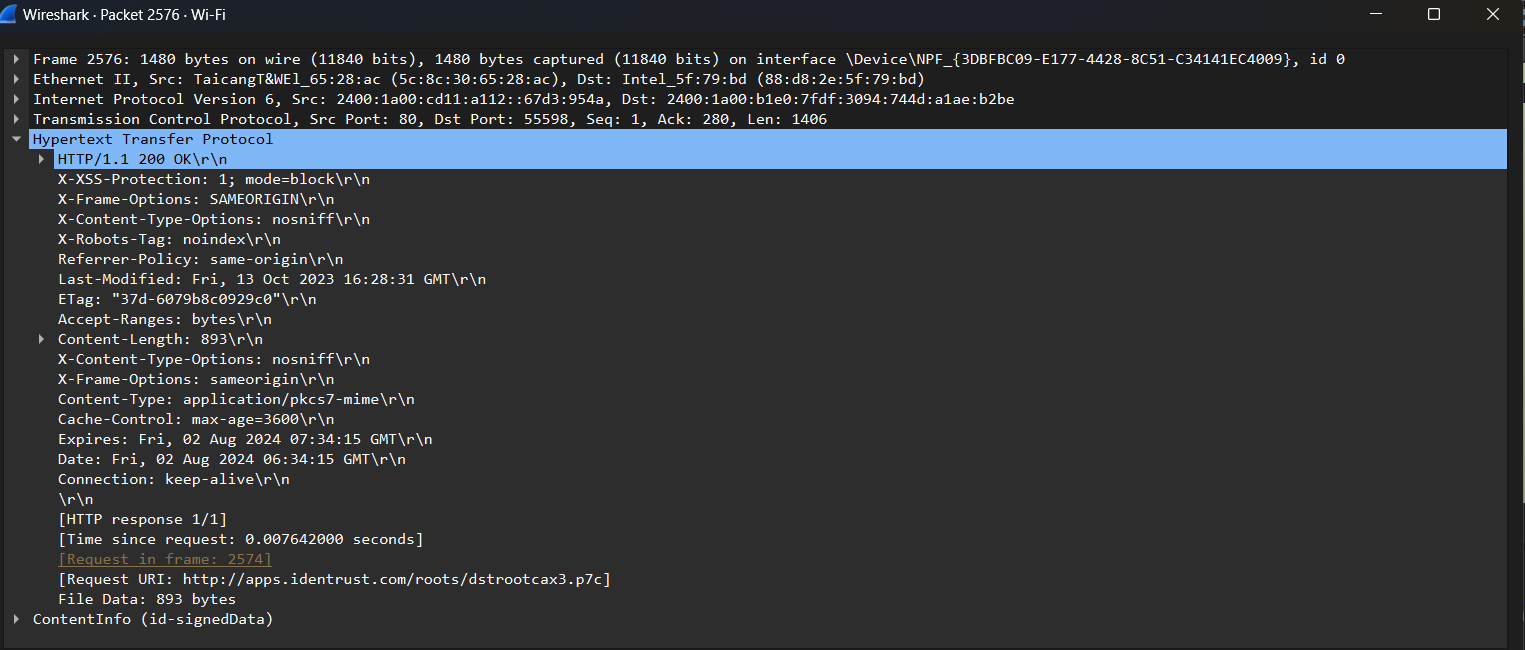 Wireshark · Packet 2576 · Wi-Fi
Frame 2576: 1480 bytes on wire (11840 bits), 1480 bytes captured (11840 bits) on interface \Device\NPF_{3DBFBC09-E177-4428-8C51-C34141EC4009}, id 0
Ethernet II, Src: TaicangT&WEl_65:28:ac (5c:8c:30:65:28:ac), Dst: Intel_5f:79:bd (88:d8:2e:5f:79:bd)
Internet Protocol Version 6, Src: 2400:1a00:cd11:a112::67d3:954a, Dst: 2400:1a00:b1e0:7fdf:3094:744d:a1ae:b2be
Transmission Control Protocol, Src Port: 80, Dst Port: 55598, Seq: 1, Ack: 280, Len: 1406
Hypertext Transfer Protocol
HTTP/1.1 200 OK\r\n
X-XSS-Protection: 1; mode=block\r\n
X-Frame-Options: SAMEORIGIN\r\n
X-Content-Type-Options: nosniff\r\n
X-Robots-Tag: noindex\r\n
Referrer-Policy: same-origin\r\n
Last-Modified: Fri, 13 Oct 2023 16:28:31 GMT\r\n
ETag: "37d-6079b8c0929c0"\r\n
Accept-Ranges: bytes\r\n
Content-Length: 893\r\n
X-Content-Type-Options: nosniff\r\n
X-Frame-Options: sameorigin\r\n
Content-Type: application/pkcs7-mime\r\n
Cache-Control: max-age=3600\r\n
Expires: Fri, 02 Aug 2024 07:34:15 GMT\r\n
Date: Fri, 02 Aug 2024 06:34:15 GMT\r\n
Connection: keep-alive\r\n
\r\n
[HTTP response 1/1]
[Time since request: 0.007642000 seconds]
[Request in frame: 2574]
[Request URI: http://apps.identrust.com/roots/dstrootcax3.p7c]
File Data: 893 bytes
ContentInfo (id-signedData)